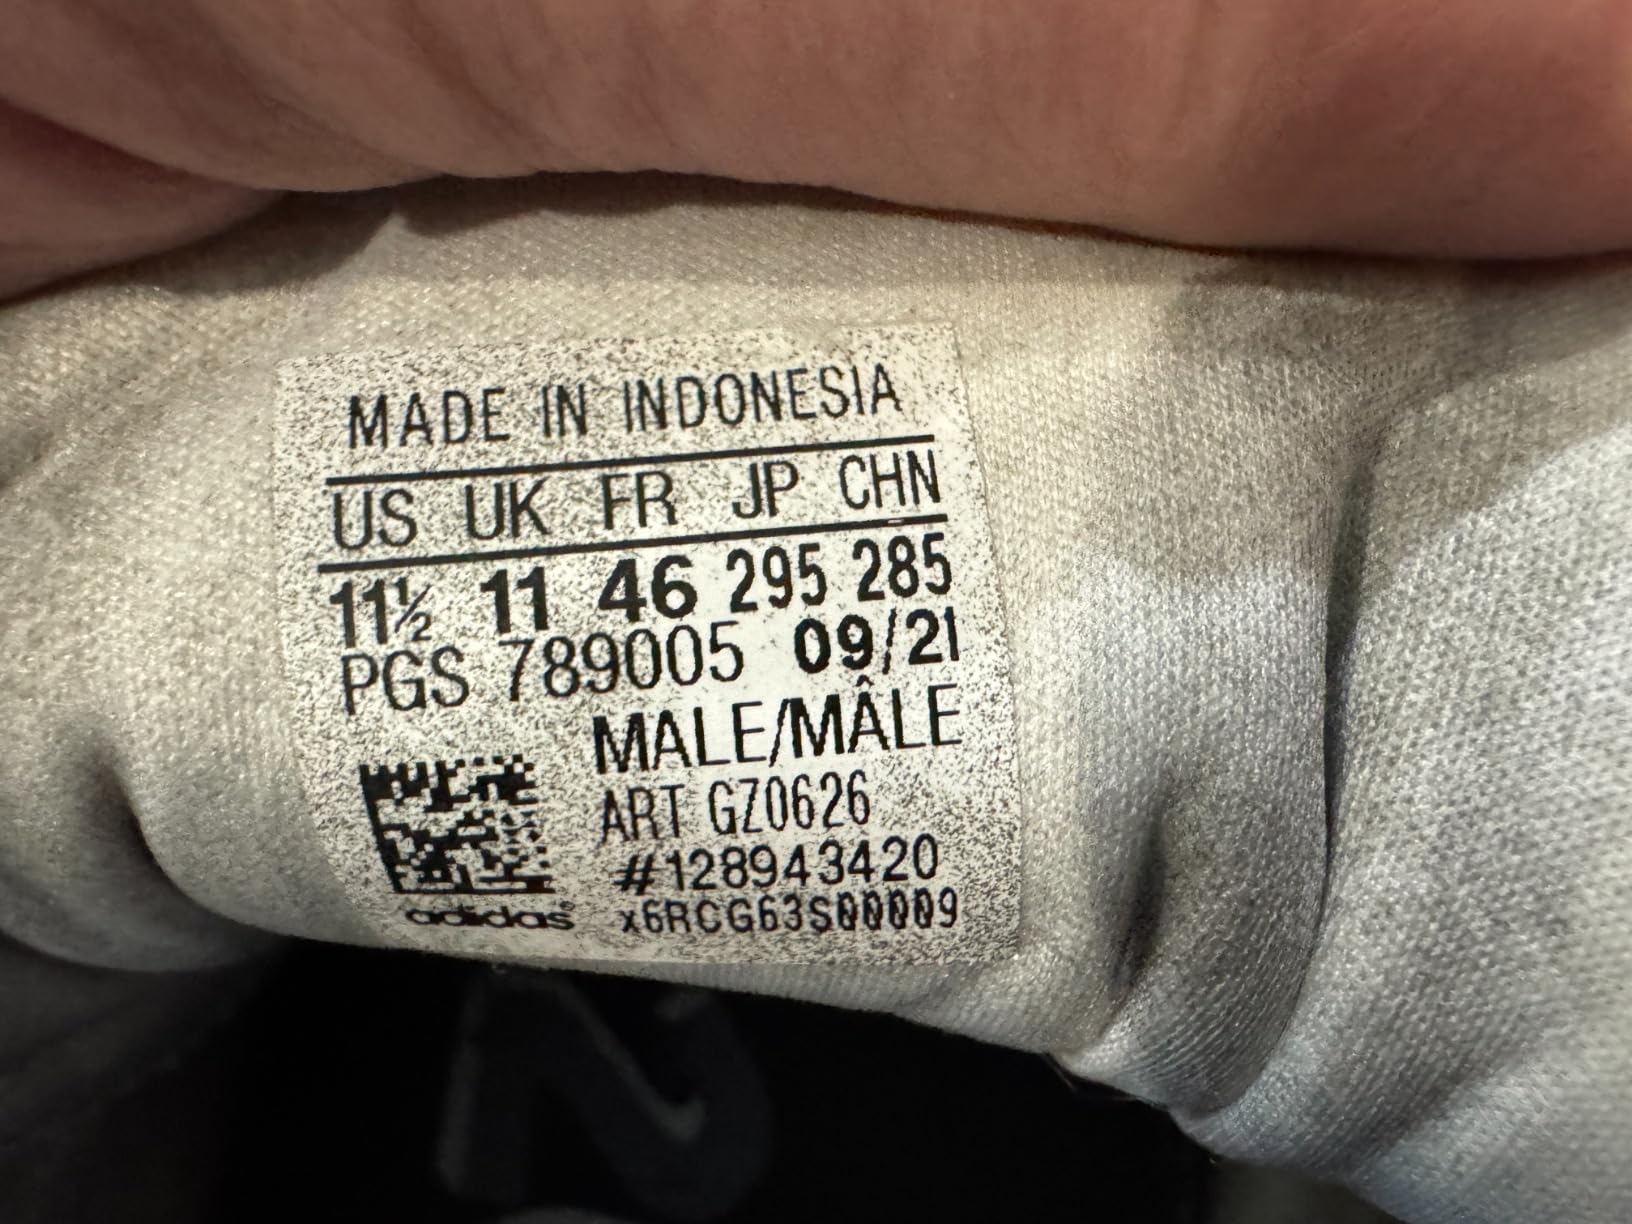 MADE IN INDONESIA
US UK FR JP CHN
11½ 11 46 295 285
PGS 789005 09/21
MALE/MÂLE
ART GZ0626
#128943420
adidas® x6RCG63S00009